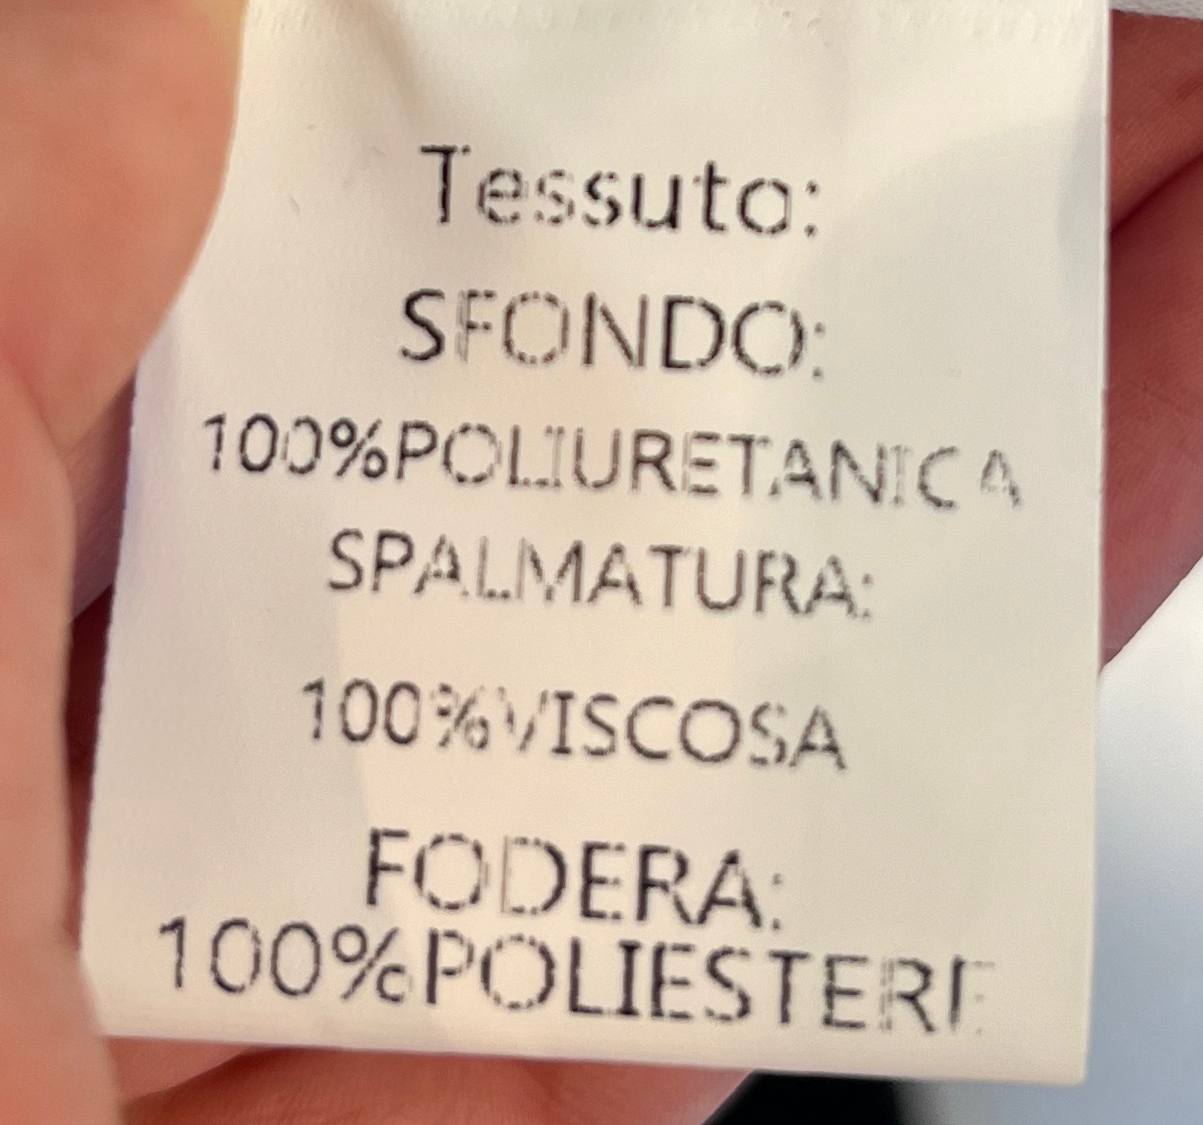 Tessuto:
SFONDO:
100%POLIURETANICA
SPALMATURA:
100%VISCOSA
FODERA:
100%POLIESTERE